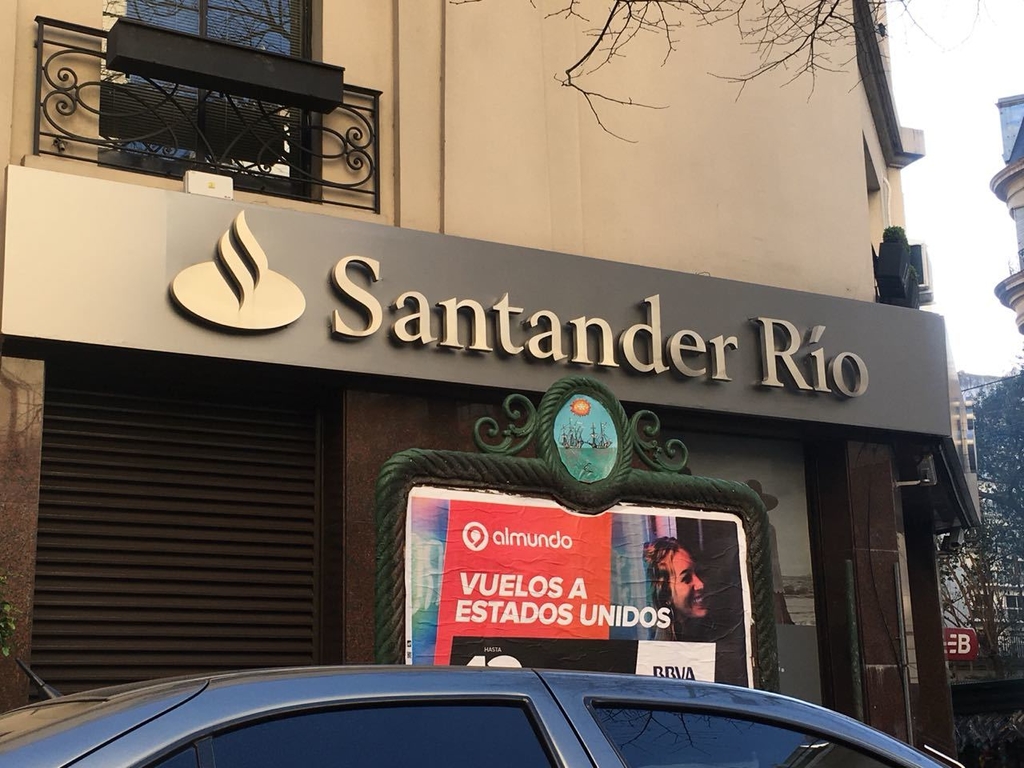 Santander Río
almundo
VUELOS A
ESTADOS UNIDOS
HASTA
BBVA
EB